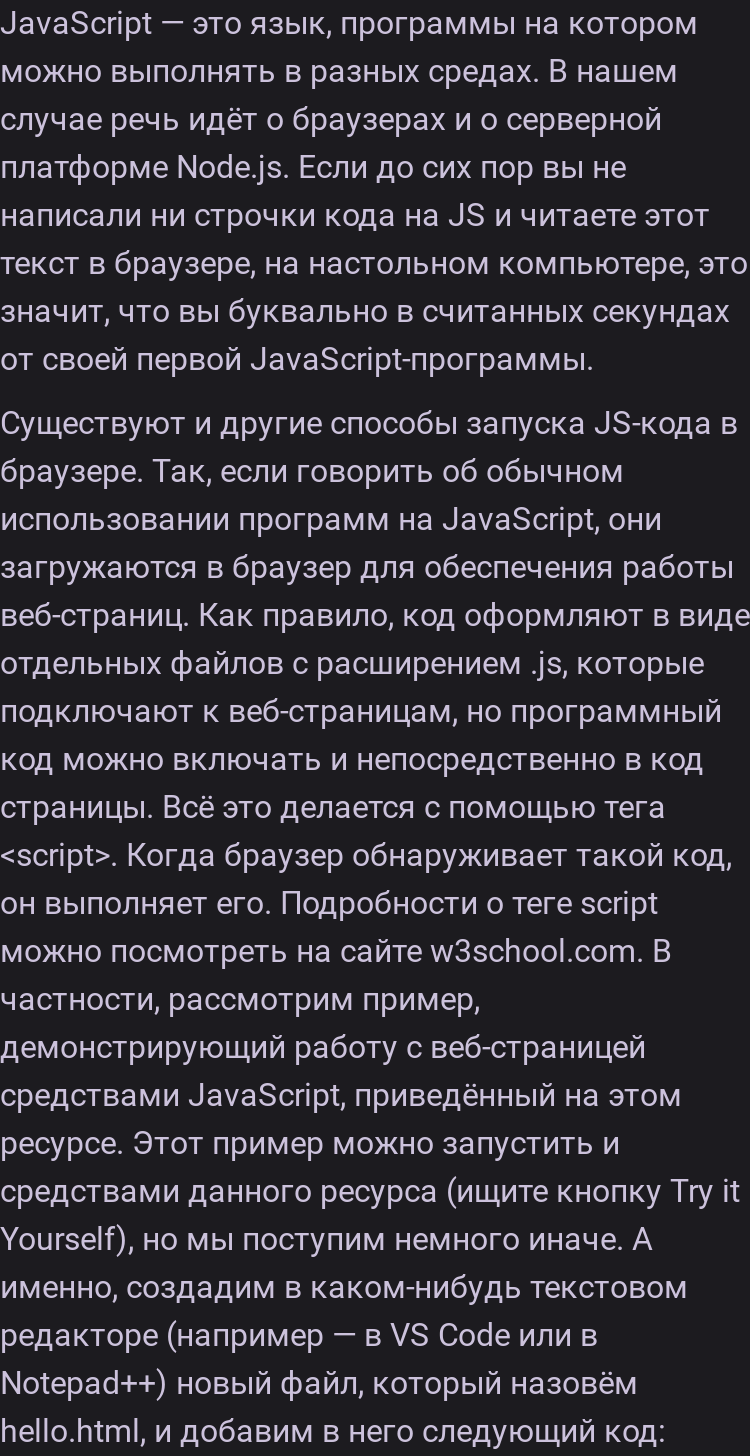 JavaScript — это язык, программы на котором
можно выполнять в разных средах. В нашем
случае речь идёт о браузерах и о серверной
платформе Node.js. Если до сих пор вы не
написали ни строчки кода на JS и читаете этот
текст в браузере, на настольном компьютере, это
значит, что вы буквально в считанных секундах
от своей первой JavaScript-программы.
Существуют и другие способы запуска JS-кода в
браузере. Так, если говорить об обычном
использовании программ на JavaScript, они
загружаются в браузер для обеспечения работы
веб-страниц. Как правило, код оформляют в виде
отдельных файлов с расширением .js, которые
подключают к веб-страницам, но программный
код можно включать и непосредственно в код
страницы. Всё это делается с помощью тега
<script>. Когда браузер обнаруживает такой код,
он выполняет его. Подробности о теге script
можно посмотреть на сайте w3school.com. В
частности, рассмотрим пример,
демонстрирующий работу с веб-страницей
средствами JavaScript, приведённый на этом
ресурсе. Этот пример можно запустить и
средствами данного ресурса (ищите кнопку Try it
Yourself), но мы поступим немного иначе. А
именно, создадим в каком-нибудь текстовом
редакторе (например — в VS Code или в
Notepad++) новый файл, который назовём
hello.html, и добавим в него следующий код: